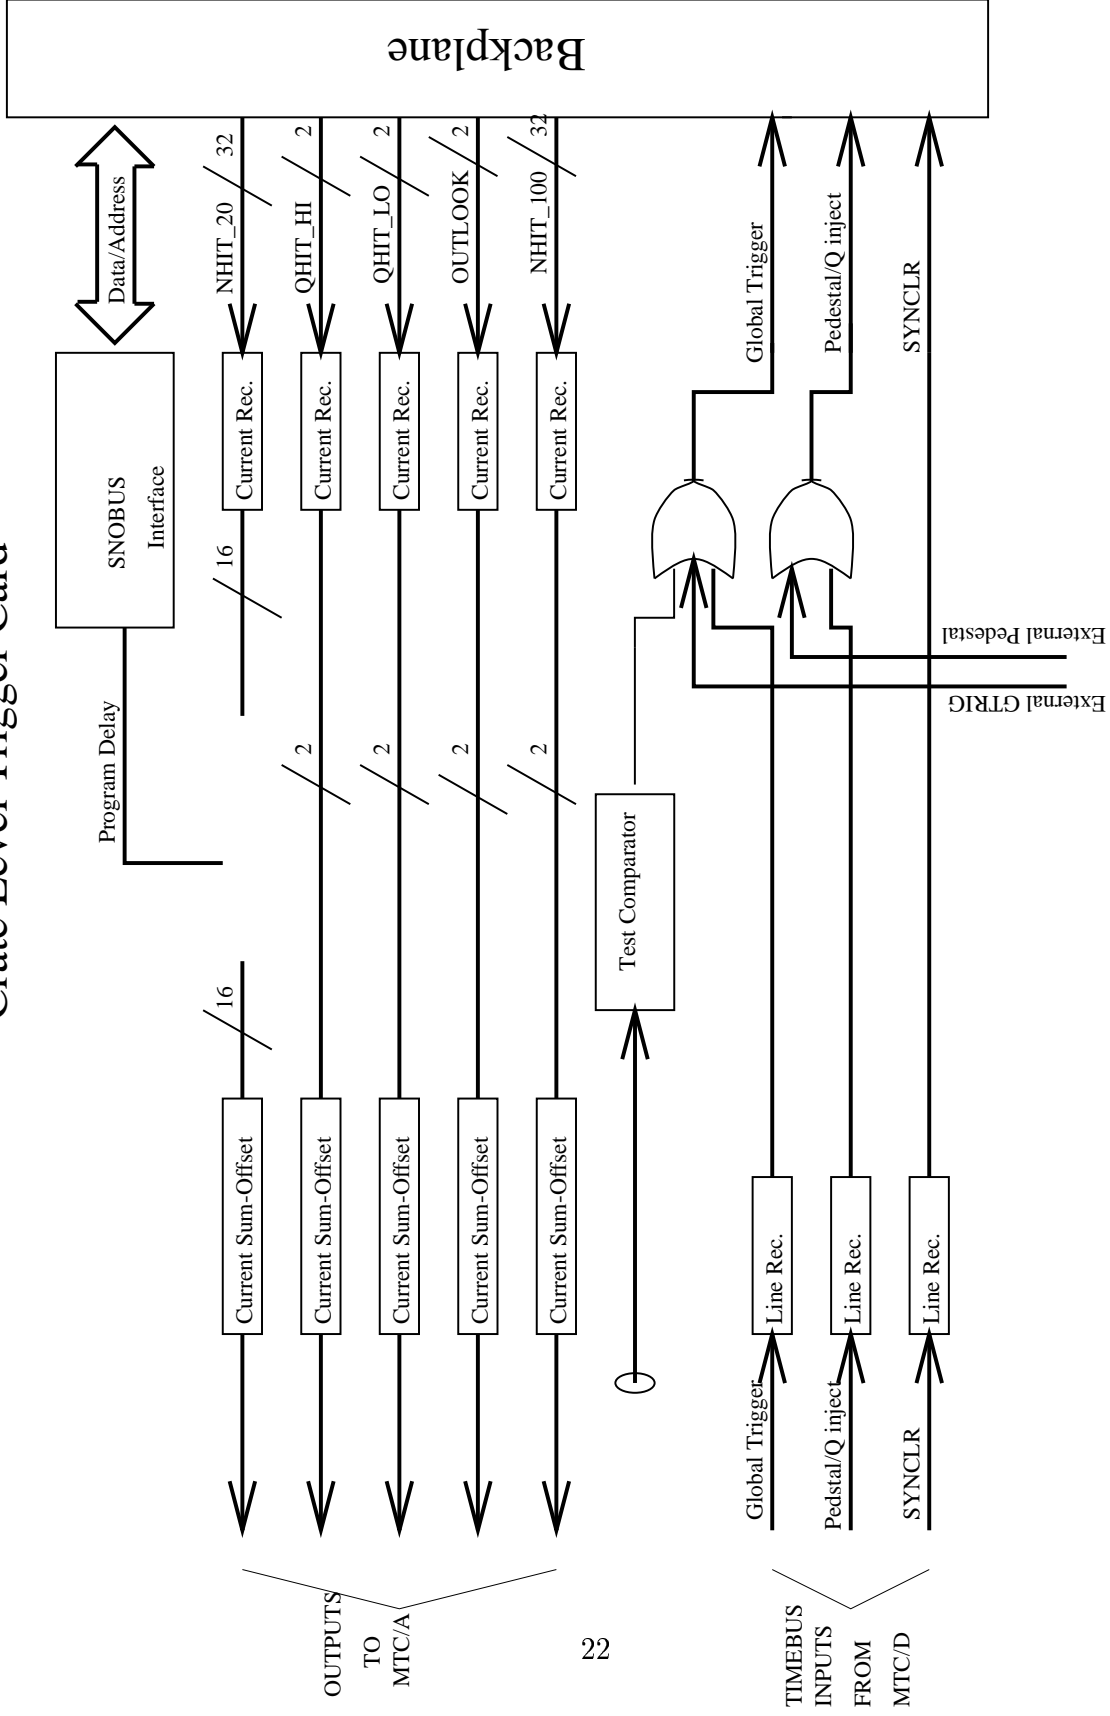 Crate Level Trigger Card
Backplane
Data/Address
SNOBUS
Interface
Program Delay
NHIT_20
32
QHIT_HI
2
QHIT_LO
2
OUTLOOK
2
NHIT_100
32
Current Rec.
Current Rec.
Current Rec.
Current Rec.
Current Rec.
16
2
2
2
2
16
Current Sum-Offset
Current Sum-Offset
Current Sum-Offset
Current Sum-Offset
Current Sum-Offset
OUTPUTS
TO
MTC/A
Test Comparator
Global Trigger
Pedestal/Q inject
SYNCLR
External Pedestal
External GTRIG
Line Rec.
Line Rec.
Line Rec.
Global Trigger
Pedstal/Q inject
SYNCLR
TIMEBUS
INPUTS
FROM
MTC/D
22